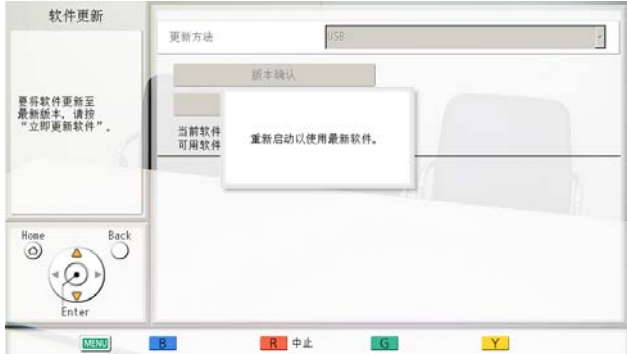 软件更新
更新方法
USB
版本确认
要将软件更新至
最新版本，请按
“立即更新软件”。
当前软件
可用软件
重新启动以使用最新软件。
Home
Back
Enter
MENU
B
R 中止
G
Y